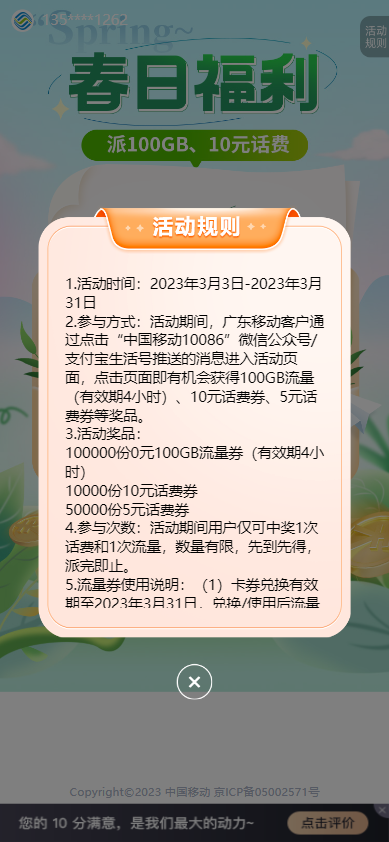 135****1262
Spring~
活动
规则
春日福利
派100GB、10元话费
活动规则
1.活动时间：2023年3月3日-2023年3月
31日
2.参与方式：活动期间，广东移动客户通
过点击“中国移动10086”微信公众号/
支付宝生活号推送的消息进入活动页
面，点击页面即有机会获得100GB流量
（有效期4小时）、10元话费券、5元话
费券等奖品。
3.活动奖品：
100000份0元100GB流量券（有效期4小
时）
10000份10元话费券
50000份5元话费券
4.参与次数：活动期间用户仅可中奖1次
话费和1次流量，数量有限，先到先得，
派完即止。
5.流量券使用说明：（1）卡券兑换有效
期至2023年3月31日，兑换/使用后流量
Copyright©2023 中国移动 京ICP备05002571号
您的 10 分满意，是我们最大的动力~
点击评价